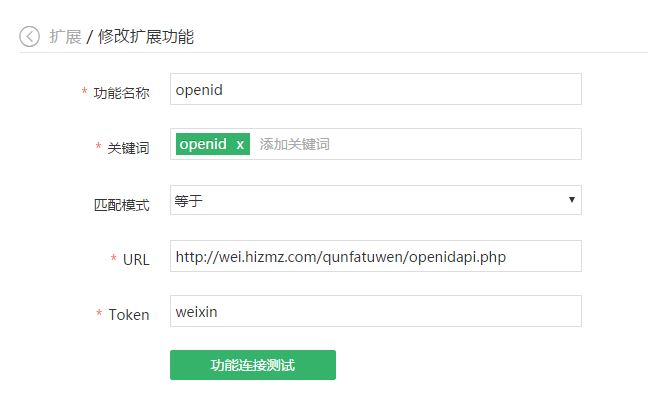 扩展 / 修改扩展功能
* 功能名称 openid
* 关键词 openid x 添加关键词
匹配模式 等于
* URL http://wei.hizmz.com/qunfatuwen/openidapi.php
* Token weixin
功能连接测试